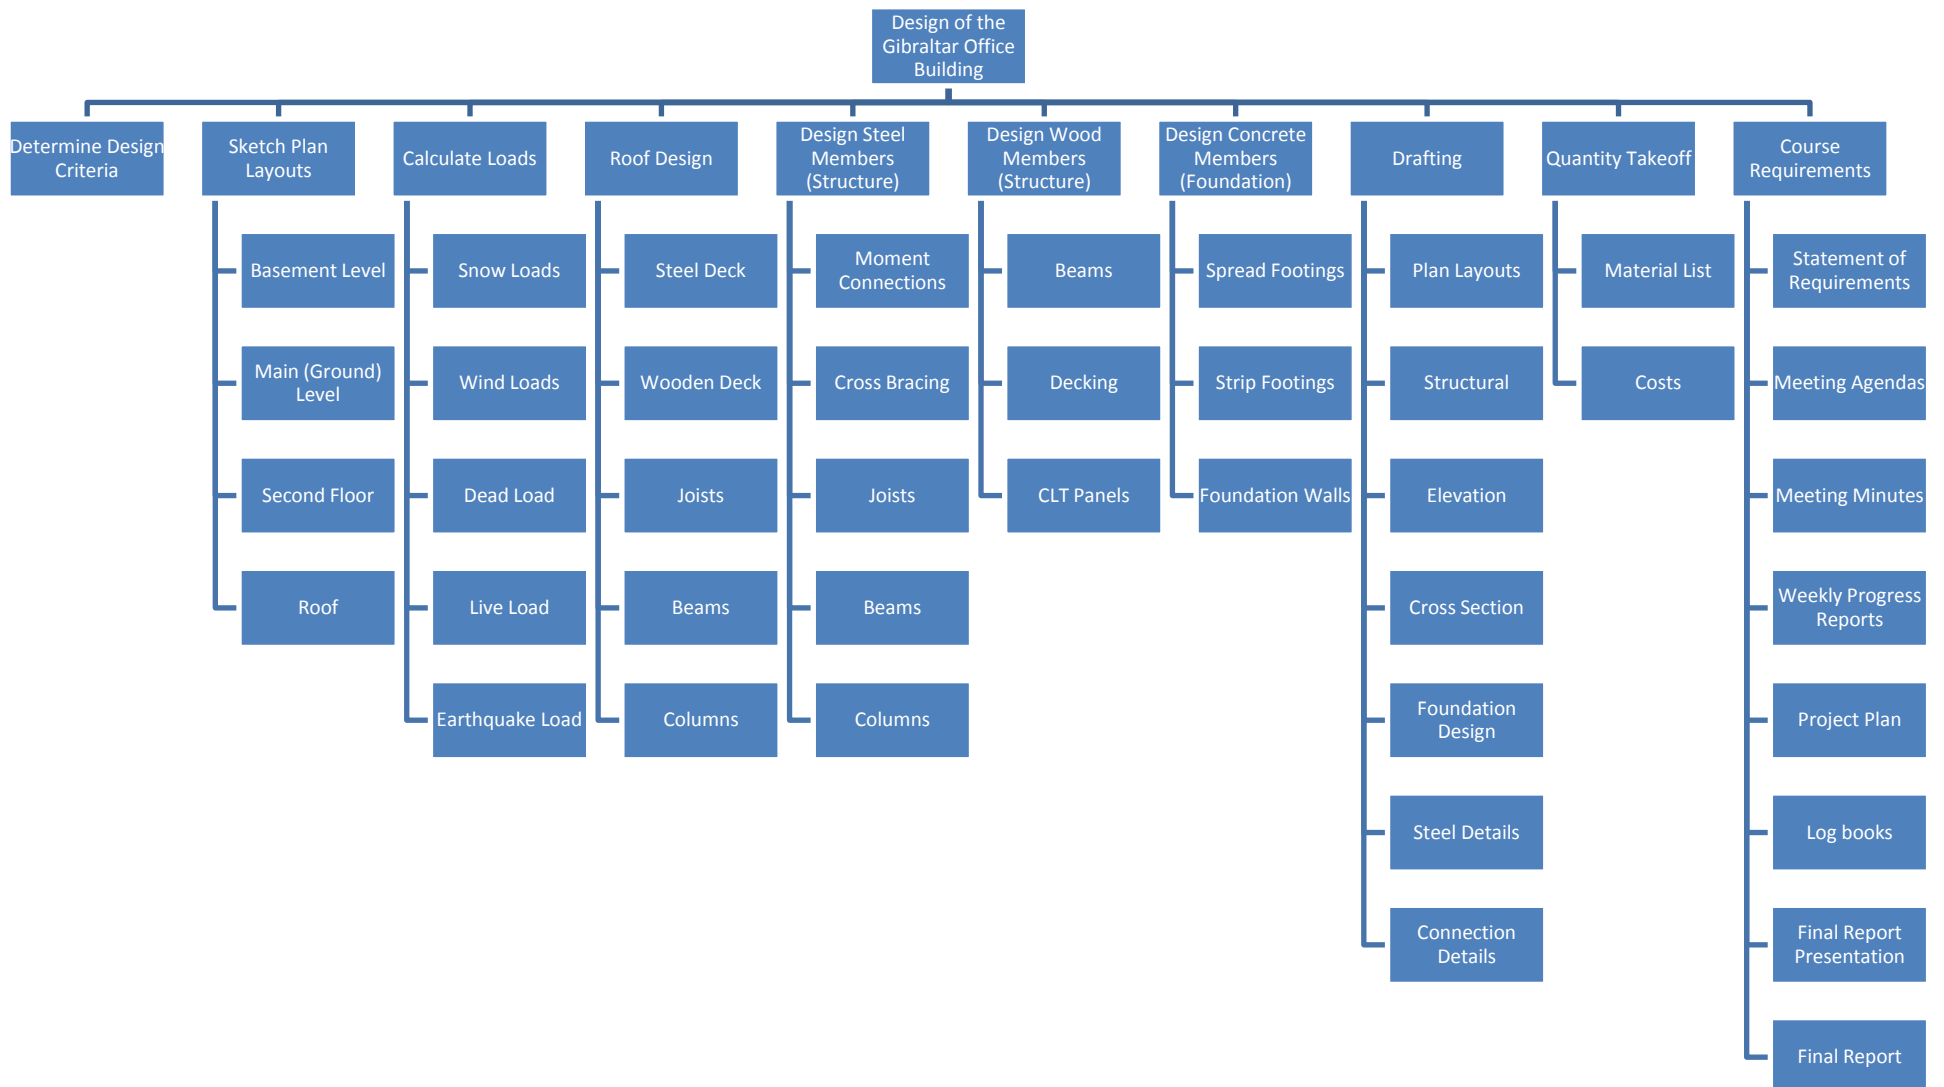 Design of the
Gibraltar Office
Building
Determine Design
Criteria
Sketch Plan
Layouts
Calculate Loads
Roof Design
Design Steel
Members
(Structure)
Design Wood
Members
(Structure)
Design Concrete
Members
(Foundation)
Drafting
Quantity Takeoff
Course
Requirements
Basement Level
Main (Ground)
Level
Second Floor
Roof
Snow Loads
Wind Loads
Dead Load
Live Load
Earthquake Load
Steel Deck
Wooden Deck
Joists
Beams
Columns
Moment
Connections
Cross Bracing
Joists
Beams
Columns
Beams
Decking
CLT Panels
Spread Footings
Strip Footings
Foundation Walls
Plan Layouts
Structural
Elevation
Cross Section
Foundation
Design
Steel Details
Connection
Details
Material List
Costs
Statement of
Requirements
Meeting Agendas
Meeting Minutes
Weekly Progress
Reports
Project Plan
Log books
Final Report
Presentation
Final Report